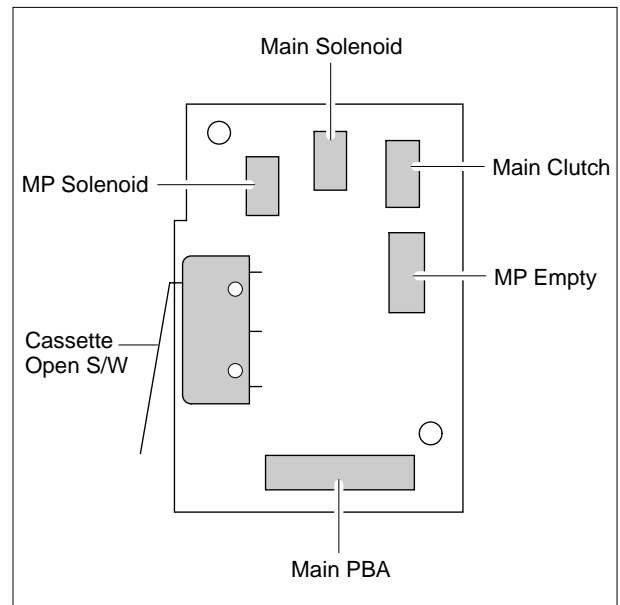 Main Solenoid
MP Solenoid
Main Clutch
MP Empty
Cassette
Open S/W
Main PBA